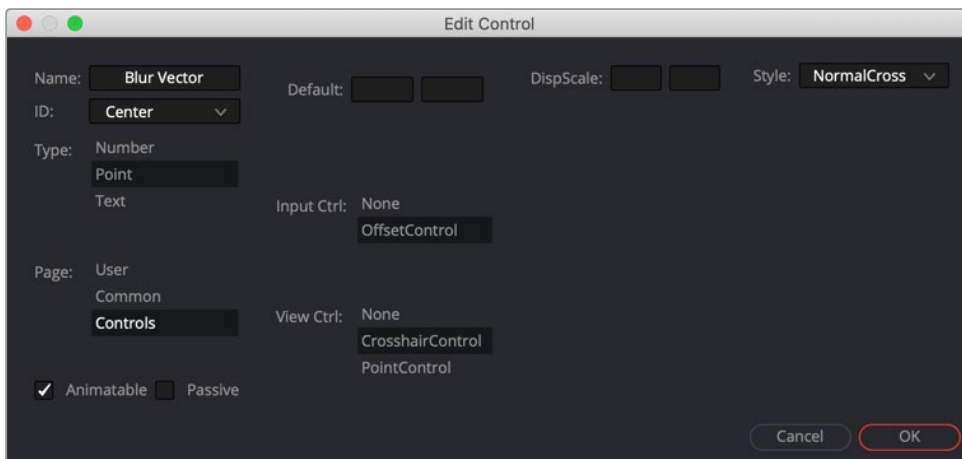 Edit Control
Name: Blur Vector
Default:
DispScale:
Style: NormalCross
ID: Center
Type: Number
Point
Text
Input Ctrl: None
OffsetControl
Page: User
Common
Controls
View Ctrl: None
CrosshairControl
PointControl
Animatable Passive
Cancel OK